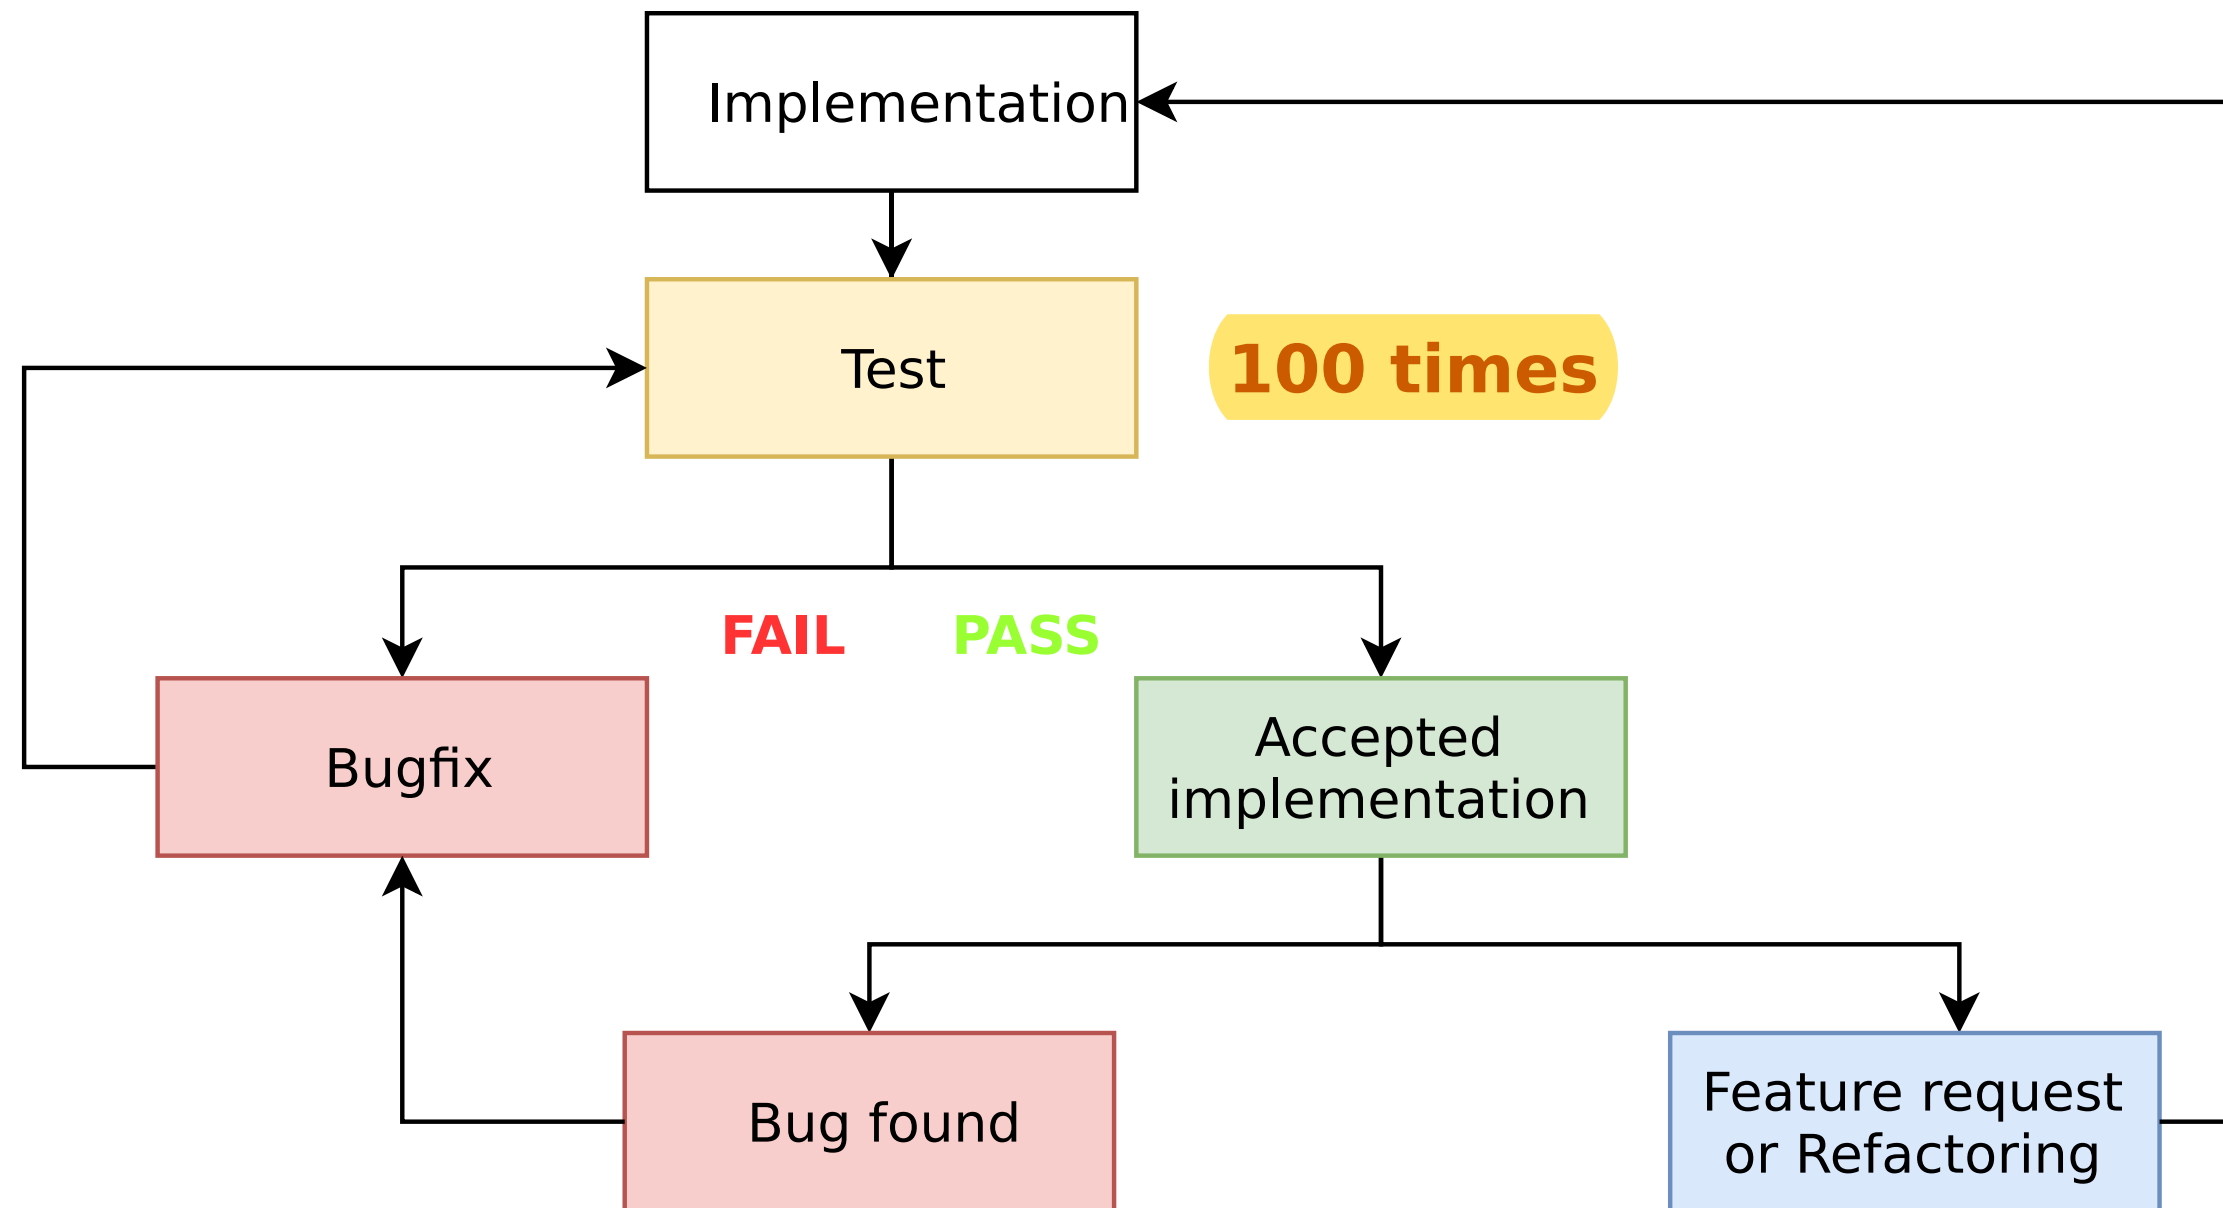 Implementation
Test
100 times
FAIL
PASS
Bugfix
Accepted
implementation
Bug found
Feature request
or Refactoring